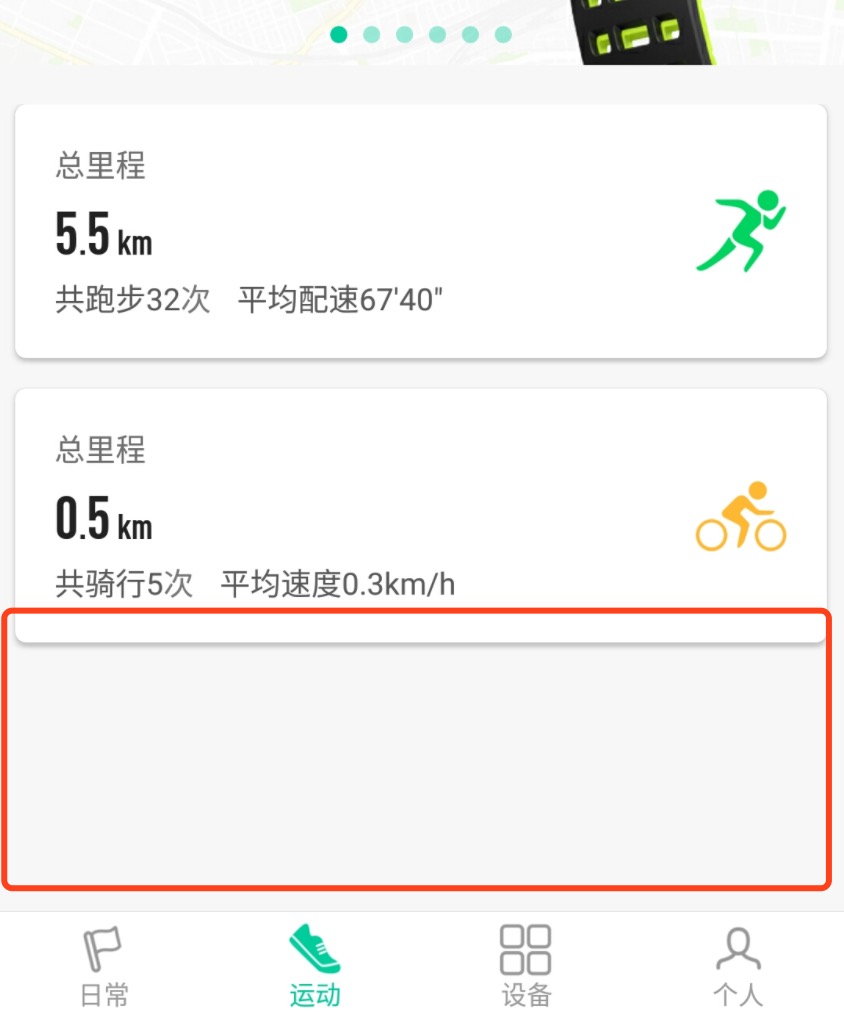 总里程
5.5 km
共跑步32次 平均配速67'40"
总里程
0.5 km
共骑行5次 平均速度0.3km/h
日常 运动 设备 个人